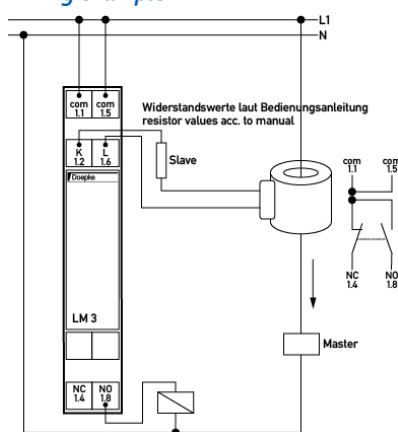 L1
N
com com
1.1 1.5
Widerstandswerte laut Bedienungsanleitung
resistor values acc. to manual
K L
1.2 1.6
Slave
Doepke
com com
1.1 1.5
NC NO
1.4 1.8
LM 3
Master
NC NO
1.4 1.8